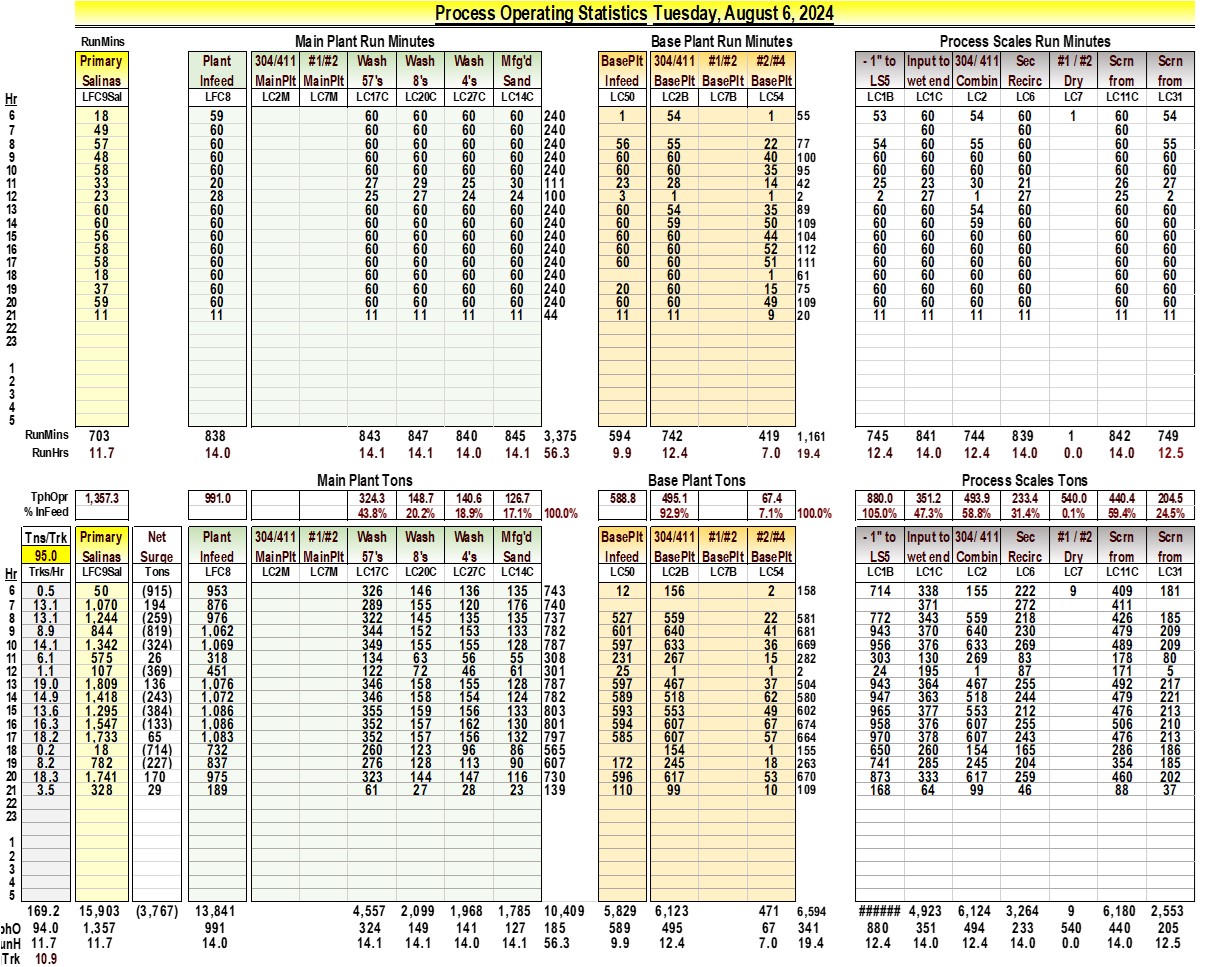 Process Operating Statistics Tuesday, August 6, 2024
RunMins Main Plant Run Minutes Base Plant Run Minutes Process Scales Run Minutes
Primary Plant 304/411 #1/#2 Wash Wash Wash Mfg'd BasePlt 304/411 #1/#2 #2/#4 - 1" to Input to 304/ 411 Sec #1 / #2 Scrn Scrn
Salinas Infeed MainPlt MainPlt 57's 8's 4's Sand Infeed BasePlt BasePlt BasePlt LS5 wet end Combin Recirc Dry from from
Hr LFC9Sal LFC8 LC2M LC7M LC17C LC20C LC27C LC14C LC50 LC2B LC7B LC54 LC1B LC1C LC2 LC6 LC7 LC11C LC31
6 18 59 60 60 60 60 240 1 54 1 55 53 60 54 60 1 60 54
7 49 60 60 60 60 60 240 60 60 60
8 57 60 60 60 60 60 240 56 55 22 77 54 60 55 60 60 55
9 48 60 60 60 60 60 240 60 60 40 100 60 60 60 60 60 60
10 58 60 60 60 60 60 240 60 60 35 95 60 60 60 60 60 60
11 33 20 27 29 25 30 111 23 28 14 42 25 23 30 21 26 27
12 23 28 25 27 24 24 100 3 1 1 2 2 27 1 27 25 2
13 60 60 60 60 60 60 240 60 54 35 89 60 60 54 60 60 60
14 60 60 60 60 60 60 240 60 59 50 109 60 60 59 60 60 60
15 56 60 60 60 60 60 240 60 60 44 104 60 60 60 60 60 60
16 58 60 60 60 60 60 240 60 60 52 112 60 60 60 60 60 60
17 58 60 60 60 60 60 240 60 60 51 111 60 60 60 60 60 60
18 18 60 60 60 60 60 240 60 1 61 60 60 60 60 60 60
19 37 60 60 60 60 60 240 20 60 15 75 60 60 60 60 60 60
20 59 60 60 60 60 60 240 60 60 49 109 60 60 60 60 60 60
21 11 11 11 11 11 11 44 11 11 9 20 11 11 11 11 11 11
22
23
1
2
3
4
5
RunMins 703 838 843 847 840 845 3,375 594 742 419 1,161 745 841 744 839 1 842 749
RunHrs 11.7 14.0 14.1 14.1 14.0 14.1 56.3 9.9 12.4 7.0 19.4 12.4 14.0 12.4 14.0 0.0 14.0 12.5
Main Plant Tons Base Plant Tons Process Scales Tons
TphOpr 1,357.3 991.0 324.3 148.7 140.6 126.7 588.8 495.1 67.4 880.0 351.2 493.9 233.4 540.0 440.4 204.5
% InFeed 43.8% 20.2% 18.9% 17.1% 100.0% 92.9% 7.1% 100.0% 105.0% 47.3% 58.8% 31.4% 0.1% 59.4% 24.5%
Tns/Trk Primary Net Plant 304/411 #1/#2 Wash Wash Wash Mfg'd BasePlt 304/411 #1/#2 #2/#4 - 1" to Input to 304/ 411 Sec #1 / #2 Scrn Scrn
95.0 Salinas Surge Infeed MainPlt MainPlt 57's 8's 4's Sand Infeed BasePlt BasePlt BasePlt LS5 wet end Combin Recirc Dry from from
Hr Trks/Hr LFC9Sal Tons LFC8 LC2M LC7M LC17C LC20C LC27C LC14C LC50 LC2B LC7B LC54 LC1B LC1C LC2 LC6 LC7 LC11C LC31
6 0.5 50 (915) 953 326 146 136 135 743 12 156 2 158 714 338 155 222 9 409 181
7 13.1 1,070 194 876 289 155 120 176 740 371 272 411
8 13.1 1,244 (259) 976 322 145 135 135 737 527 559 22 581 772 343 559 218 426 185
9 8.9 844 (819) 1,062 344 152 153 133 782 601 640 41 681 943 370 640 230 479 209
10 14.1 1,342 (324) 1,069 349 155 155 128 787 597 633 36 669 956 376 633 269 489 209
11 6.1 575 26 318 134 63 56 55 308 231 267 15 282 303 130 269 83 178 80
12 1.1 107 (369) 451 122 72 46 61 301 25 1 1 2 24 195 1 87 171 5
13 19.0 1,809 136 1,076 346 158 155 128 787 597 467 37 504 943 364 467 255 492 217
14 14.9 1,418 (243) 1,072 346 158 154 124 782 589 518 62 580 947 363 518 244 479 221
15 13.6 1,295 (384) 1,086 355 159 156 133 803 593 553 49 602 965 377 553 212 476 213
16 16.3 1,547 (133) 1,086 352 157 162 130 801 594 607 67 674 958 376 607 255 506 210
17 18.2 1,733 65 1,083 352 157 156 132 797 585 607 57 664 970 378 607 243 476 213
18 0.2 18 (714) 732 260 123 96 86 565 154 1 155 650 260 154 165 286 186
19 8.2 782 (227) 837 276 128 113 90 607 172 245 18 263 741 285 245 204 354 185
20 18.3 1,741 170 975 323 144 147 116 730 596 617 53 670 873 333 617 259 460 202
21 3.5 328 29 189 61 27 28 23 139 110 99 10 109 168 64 99 46 88 37
22
23
1
2
3
4
5
169.2 15,903 (3,767) 13,841 4,557 2,099 1,968 1,785 10,409 5,829 6,123 471 6,594 ###### 4,923 6,124 3,264 9 6,180 2,553
phO 94.0 1,357 991 324 149 141 127 185 589 495 67 341 880 351 494 233 540 440 205
unH 11.7 11.7 14.0 14.1 14.1 14.0 14.1 56.3 9.9 12.4 7.0 19.4 12.4 14.0 12.4 14.0 0.0 14.0 12.5
Trk 10.9